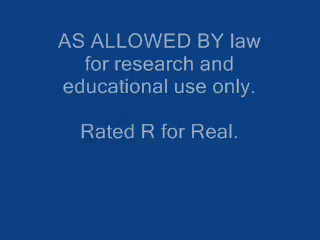 AS ALLOWED BY law
for research and
educational use only.
Rated R for Real.